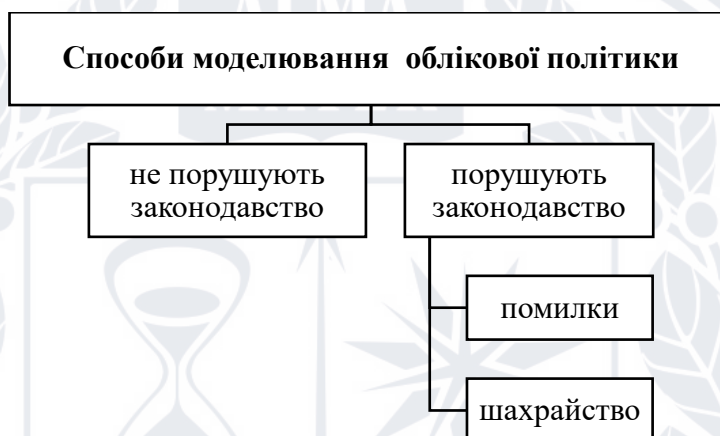 Способи моделювання облікової політики
не порушують
законодавство
порушують
законодавство
помилки
шахрайство